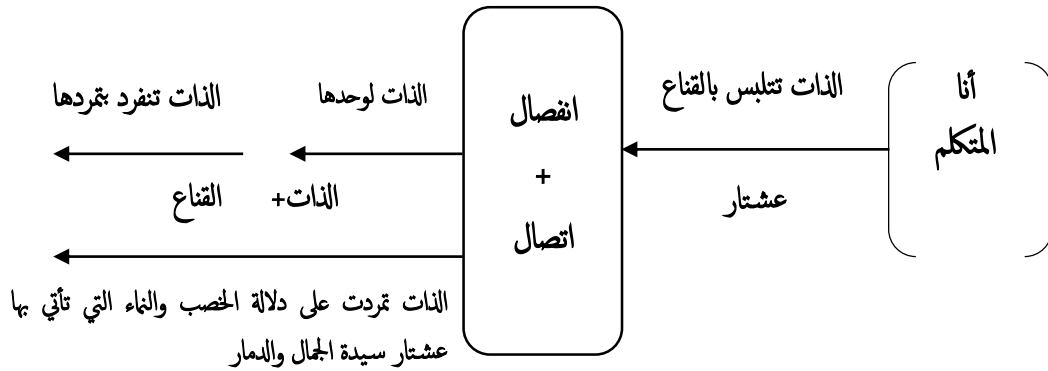 أنا
المتكلم
الذات تتلبس بالقناع
عشتار
انفصال
+
اتصال
الذات لوحدها
الذات تنفرد بتمردها
الذات+ القناع
الذات تمردت على دلالة الخصب والنماء التي تأتي بها
عشتار سيدة الجمال والدمار